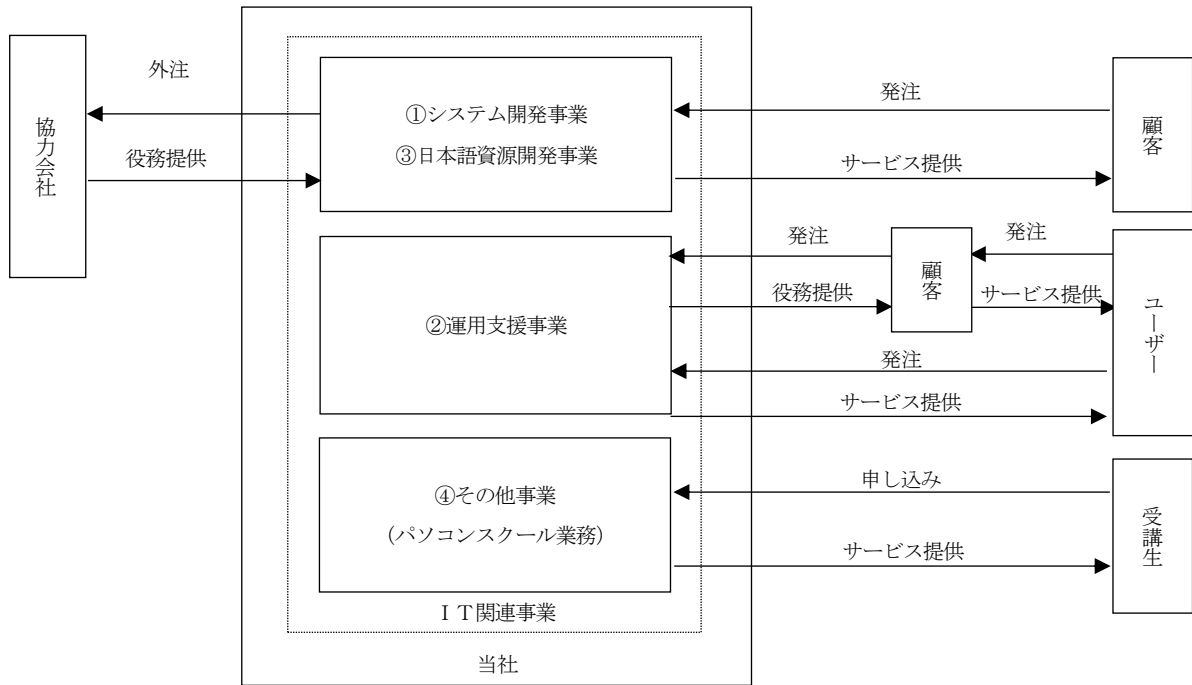 協力会社
外注
役務提供
①システム開発事業
③日本語資源開発事業
発注
サービス提供
顧客
②運用支援事業
発注
役務提供
顧客
発注
サービス提供
発注
サービス提供
ユーザー
④その他事業
(パソコンスクール業務)
申し込み
サービス提供
受講生
ＩＴ関連事業
当社